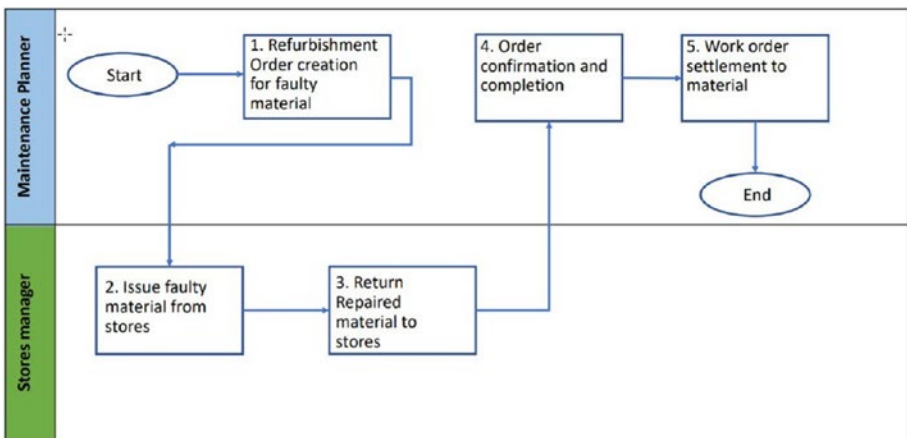 Maintenance Planner
Start
1. Refurbishment
Order creation
for faulty
material
4. Order
confirmation and
completion
5. Work order
settlement to
material
End
Stores manager
2. Issue faulty
material from
stores
3. Return
Repaired
material to
stores